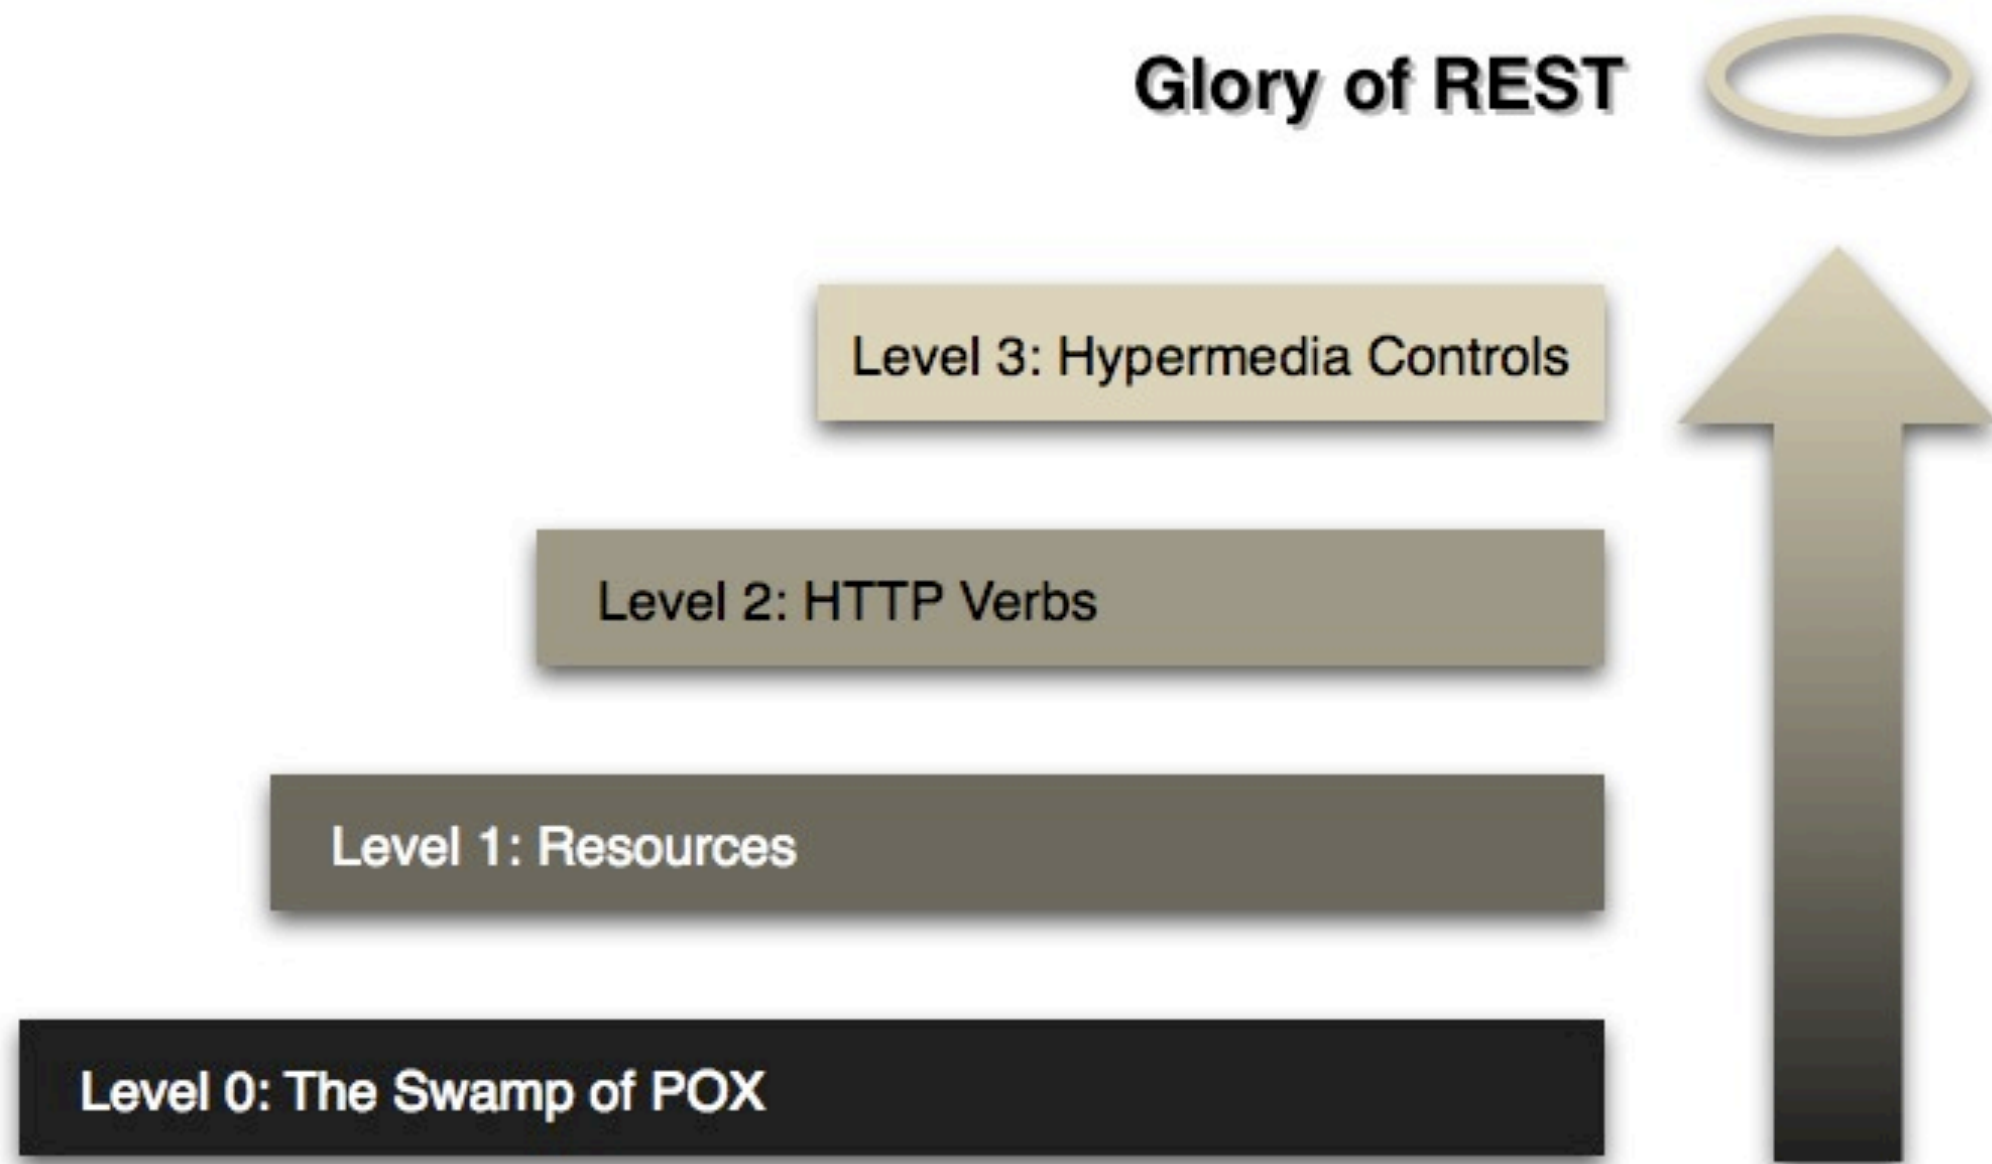 Glory of REST
Level 3: Hypermedia Controls
Level 2: HTTP Verbs
Level 1: Resources
Level 0: The Swamp of POX